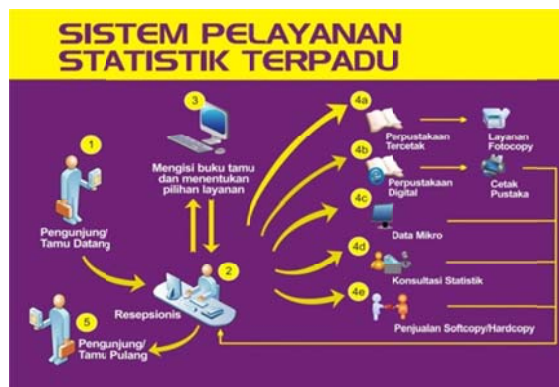 SISTEM PELAYANAN
STATISTIK TERPADU
1
Pengunjung/
Tamu Datang
2
Resepsionis
3
Mengisi buku tamu
dan menentukan
pilihan layanan
4a
Perpustakaan
Tercetak
Layanan
Fotocopy
4b
Perpustakaan
Digital
Cetak
Pustaka
4c
Data Mikro
4d
Konsultasi Statistik
4e
Penjualan Softcopy/Hardcopy
5
Pengunjung/
Tamu Pulang